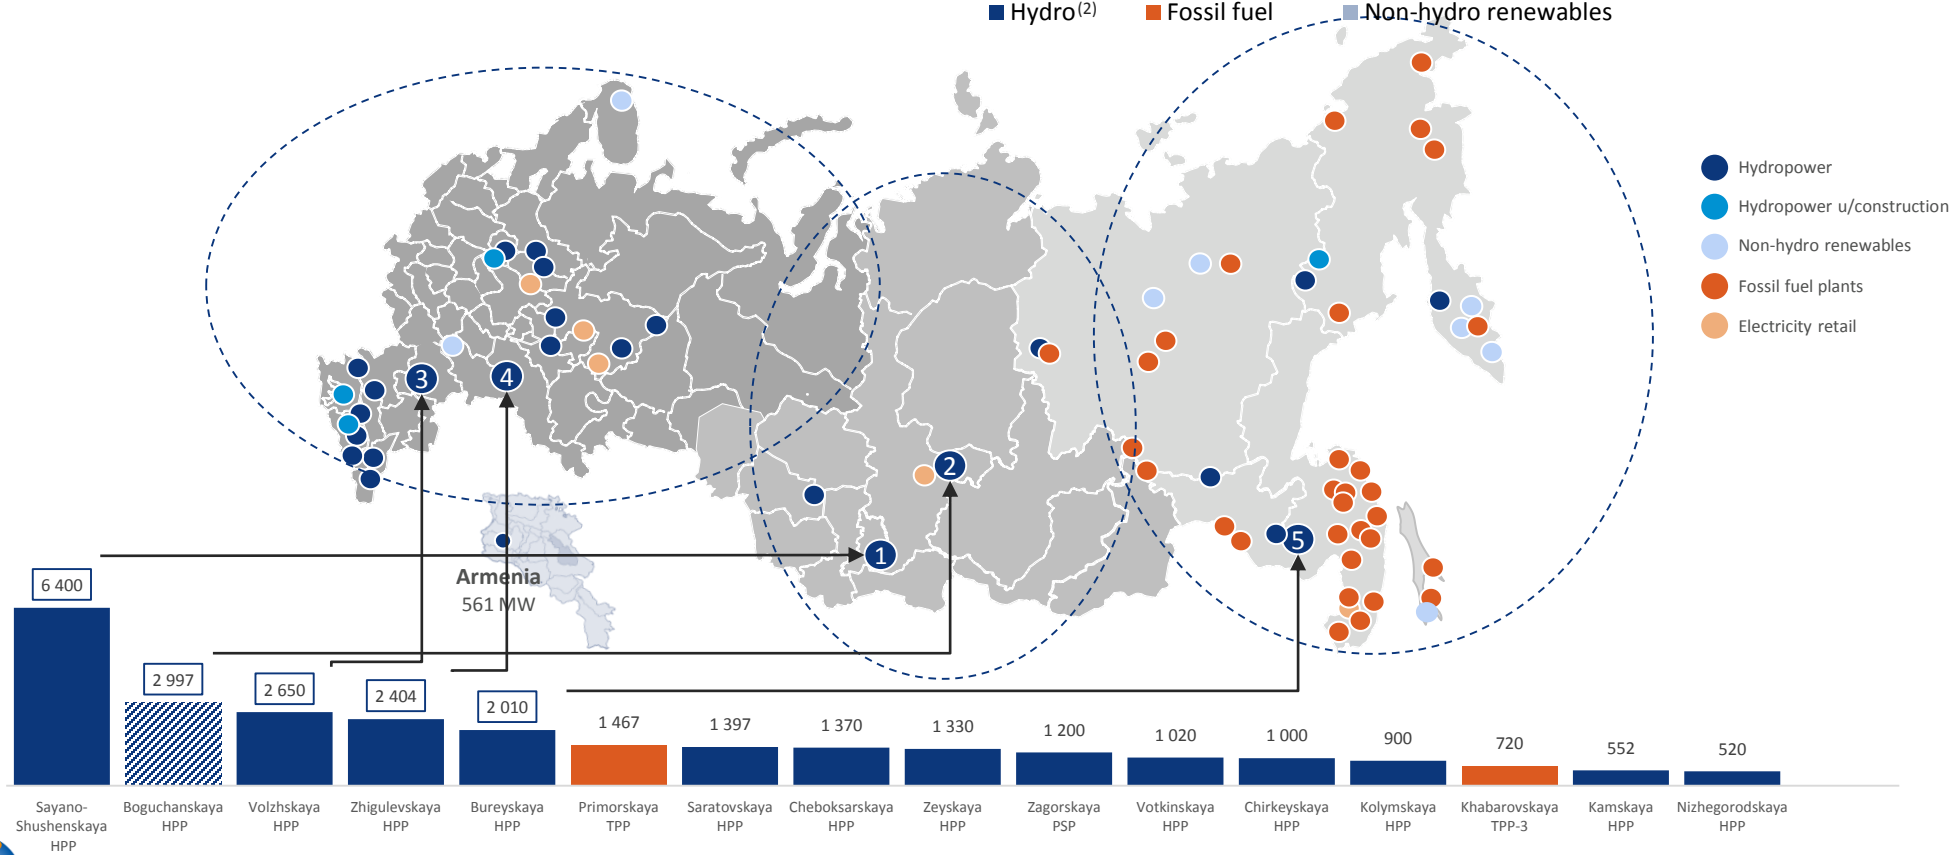 Hydro(2)
Fossil fuel
Non-hydro renewables
Hydropower
Hydropower u/construction
Non-hydro renewables
Fossil fuel plants
Electricity retail
3
4
2
1
5
Armenia
561 MW
6 400
2 997
2 650
2 404
2 010
1 467
1 397
1 370
1 330
1 200
1 020
1 000
900
720
552
520
Sayano-
Shushenskaya
HPP
Boguchanskaya
HPP
Volzhskaya
HPP
Zhigulevskaya
HPP
Bureyskaya
HPP
Primorskaya
TPP
Saratovskaya
HPP
Cheboksarskaya
HPP
Zeyskaya
HPP
Zagorskaya
PSP
Votkinskaya
HPP
Chirkeyskaya
HPP
Kolymskaya
HPP
Khabarovskaya
TPP-3
Kamskaya
HPP
Nizhegorodskaya
HPP